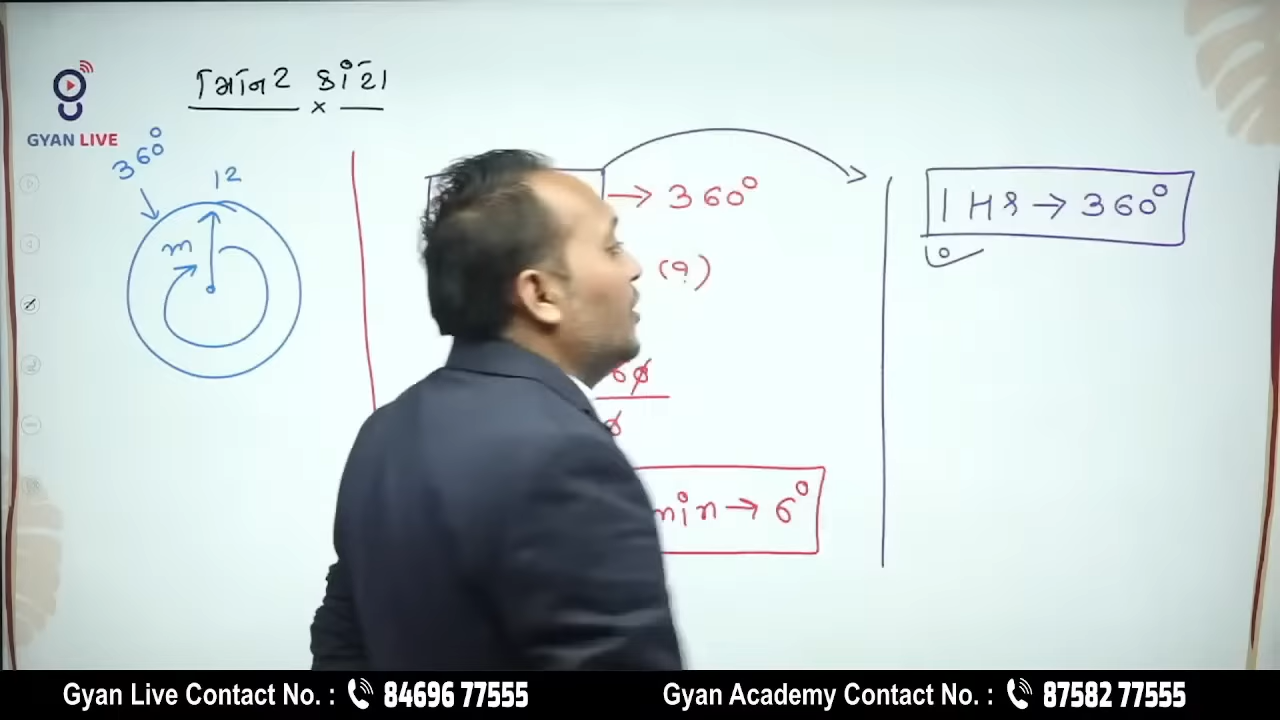 GYAN LIVE
મિનિટ કાંટા
360°
12
m
→ 360°
(?)
min → 6°
1 Hr → 360°
Gyan Live Contact No. : 84696 77555
Gyan Academy Contact No. : 87582 77555